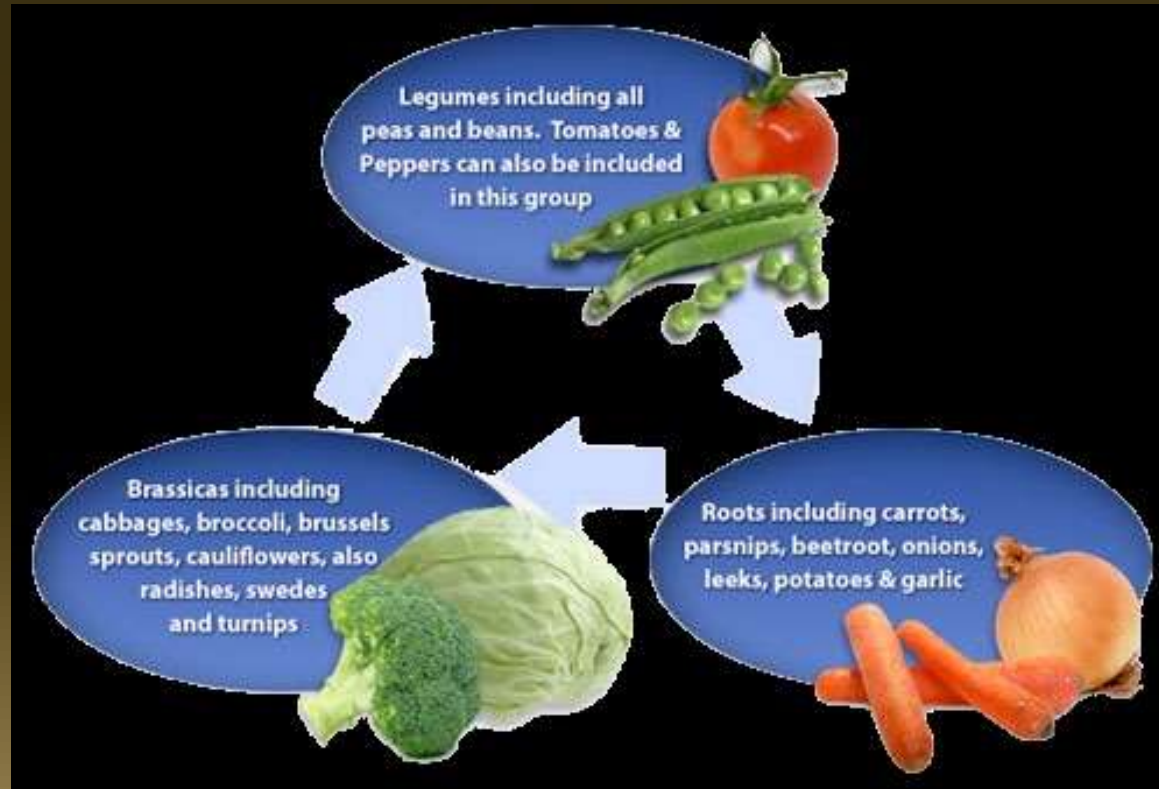 Legumes including all
peas and beans. Tomatoes &
Peppers can also be included
in this group
Brassicas including
cabbages, broccoli, brussels
sprouts, cauliflowers, also
radishes, swedes
and turnips
Roots including carrots,
parsnips, beetroot, onions,
leeks, potatoes & garlic